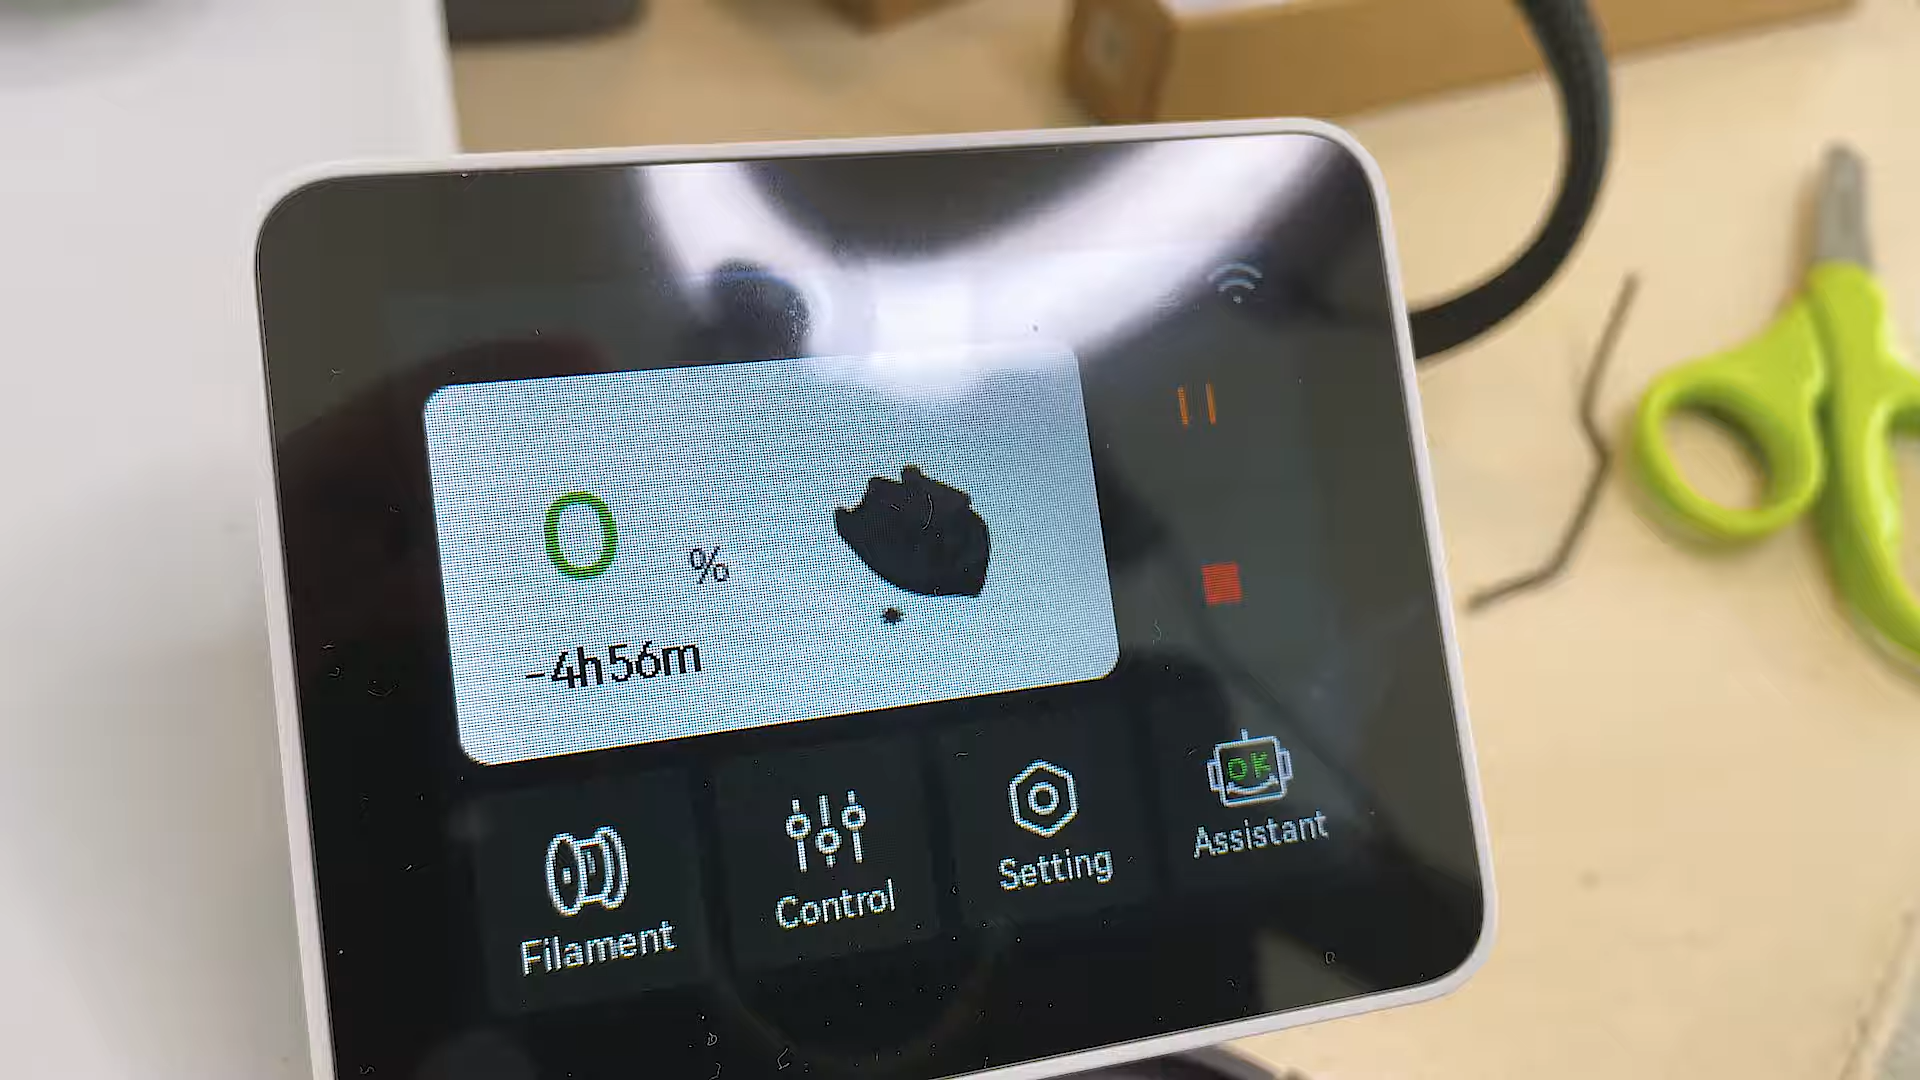 0 %
-4h56m
Filament
Control
Setting
OK
Assistant